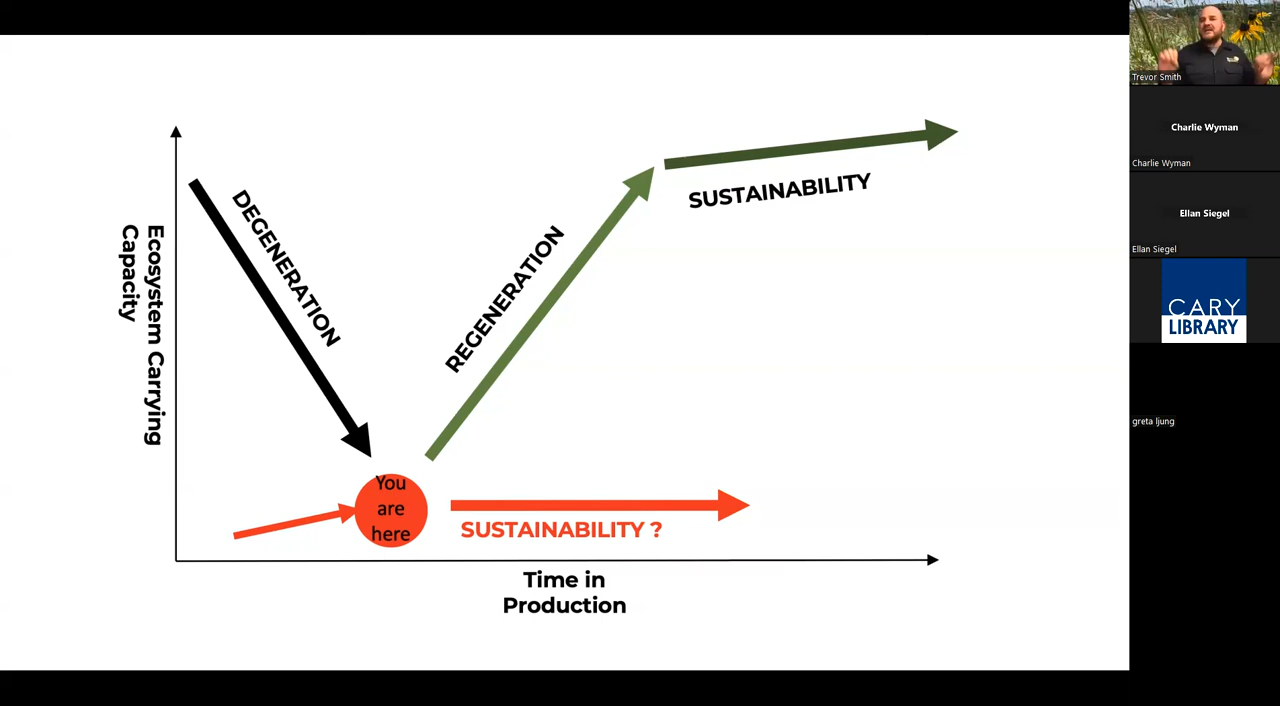 Ecosystem Carrying
Capacity
DEGENERATION
REGENERATION
SUSTAINABILITY
You
are
here
SUSTAINABILITY ?
Time in
Production
Trevor Smith
Charlie Wyman
Charlie Wyman
Ellan Siegel
Ellan Siegel
CARY
LIBRARY
greta ljung